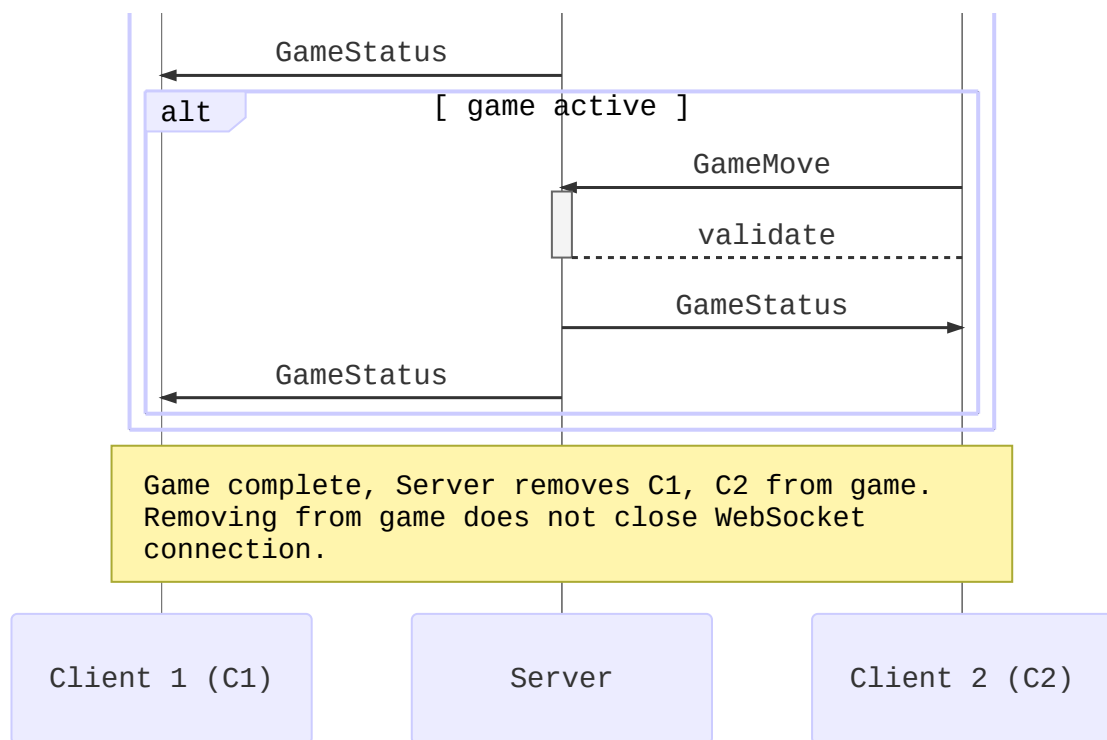 GameStatus
alt
[ game active ]
GameMove
validate
GameStatus
GameStatus
Game complete, Server removes C1, C2 from game.
Removing from game does not close WebSocket
connection.
Client 1 (C1)
Server
Client 2 (C2)